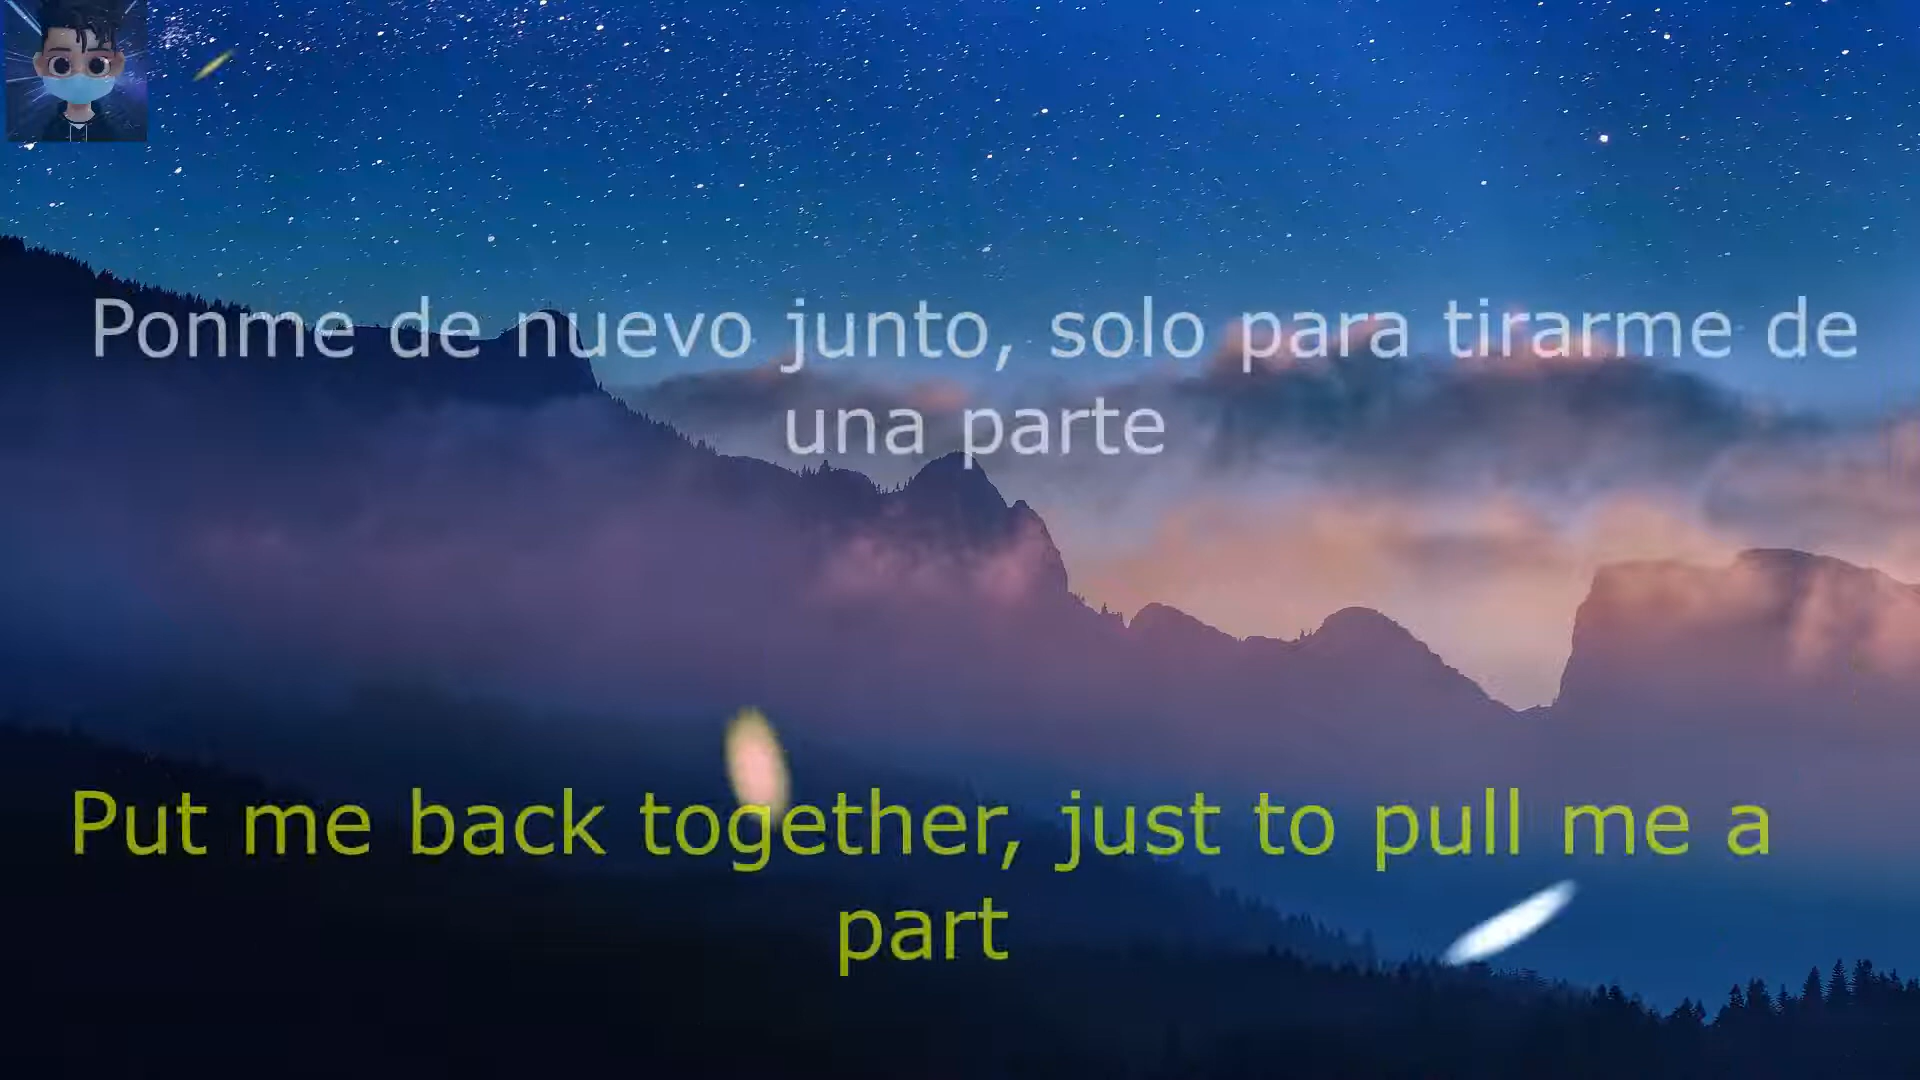 Ponme de nuevo junto, solo para tirarme de
una parte
Put me back together, just to pull me a
part